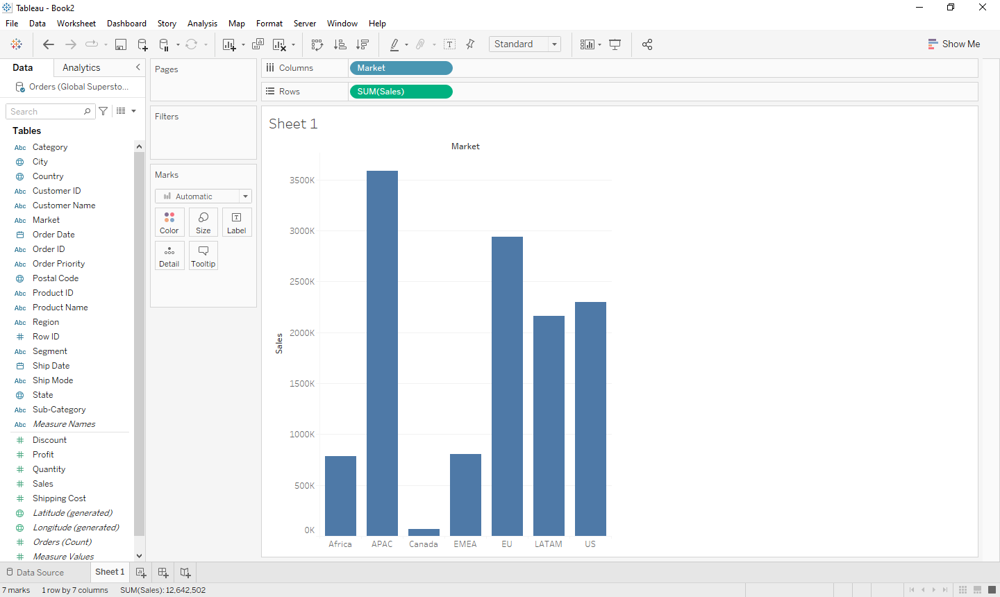 Tableau - Book2
File Data Worksheet Dashboard Story Analysis Map Format Server Window Help
Standard
Show Me
Data Analytics
Orders (Global Supersto...
Search
Tables
Abc Category
City
Country
Abc Customer ID
Abc Customer Name
Abc Market
Order Date
Abc Order ID
Abc Order Priority
Postal Code
Abc Product ID
Abc Product Name
Abc Region
# Row ID
Abc Segment
Ship Date
Abc Ship Mode
State
Abc Sub-Category
Abc Measure Names
# Discount
# Profit
# Quantity
# Sales
# Shipping Cost
Latitude (generated)
Longitude (generated)
# Orders (Count)
# Measure Values
Pages
Filters
Marks
Automatic
Color Size Label
Detail Tooltip
Columns Market
Rows SUM(Sales)
Sheet 1
Market
3500K
3000K
2500K
2000K
1500K
1000K
500K
0K
Sales
Africa APAC Canada EMEA EU LATAM US
Data Source Sheet 1
7 marks 1 row by 7 columns SUM(Sales): 12,642,502